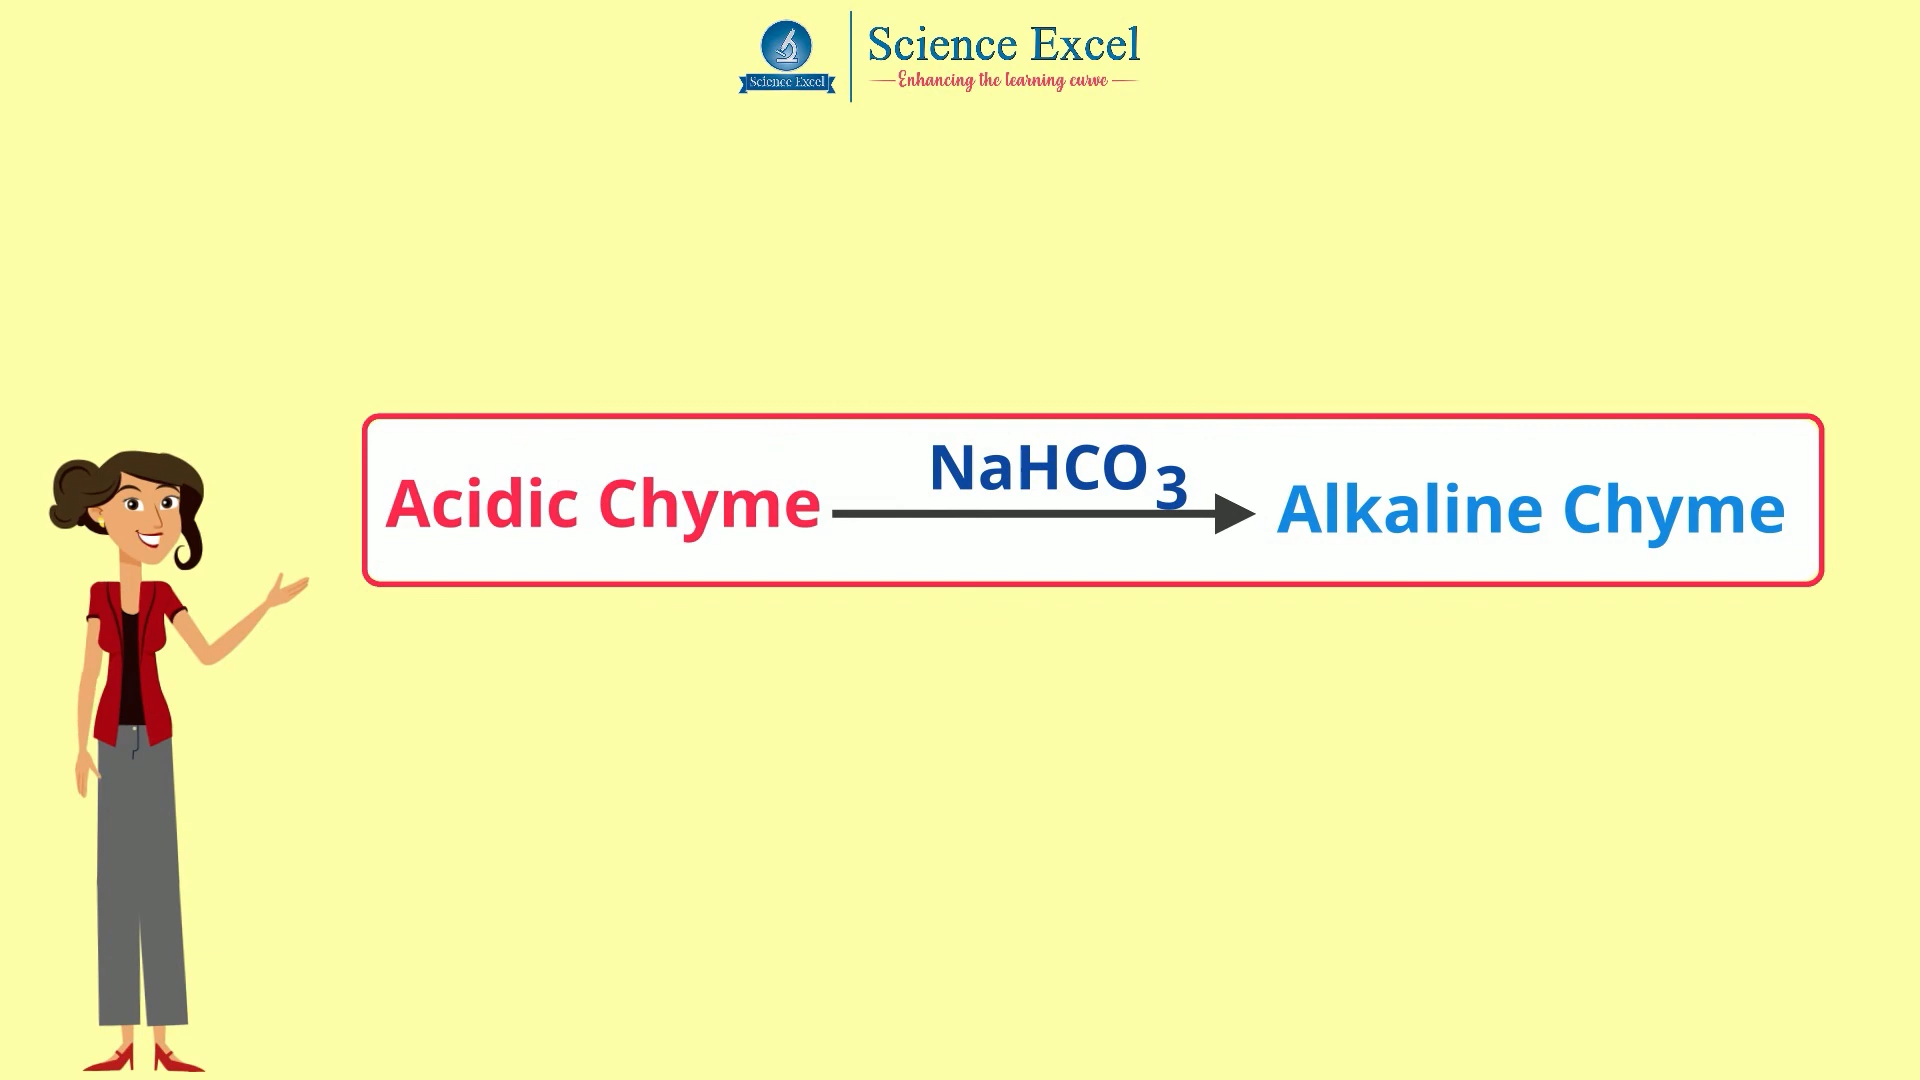 Science Excel
Science Excel
Enhancing the learning curve
NaHCO3
Acidic Chyme
Alkaline Chyme